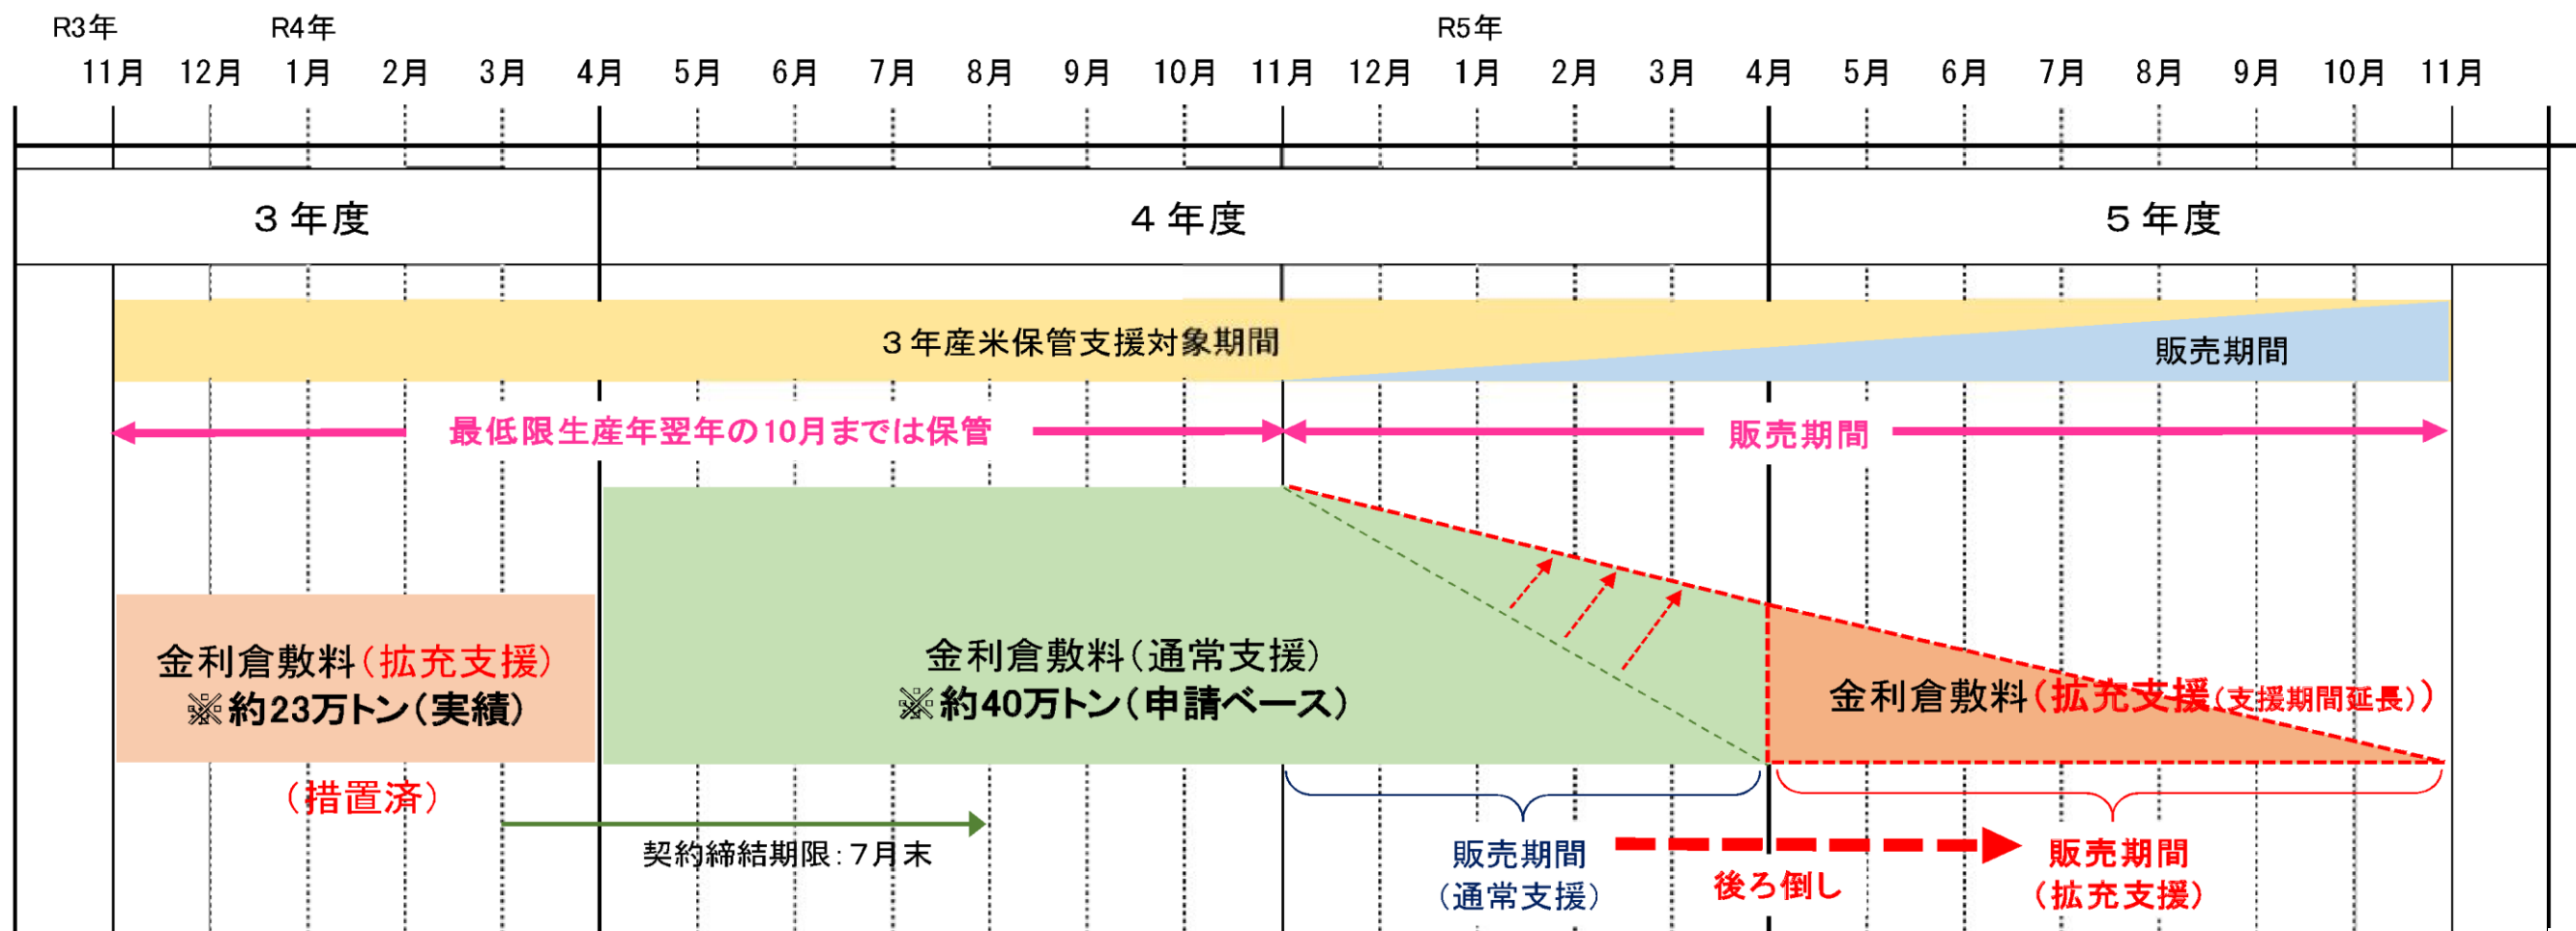 R3年 R4年 R5年
11月 12月 1月 2月 3月 4月 5月 6月 7月 8月 9月 10月 11月 12月 1月 2月 3月 4月 5月 6月 7月 8月 9月 10月 11月
３年度 ４年度 ５年度
３年産米保管支援対象期間
販売期間
最低限生産年翌年の10月までは保管
販売期間
金利倉敷料（拡充支援）
※約23万トン（実績）
（措置済）
金利倉敷料（通常支援）
※約40万トン（申請ベース）
金利倉敷料（拡充支援（支援期間延長））
契約締結期限：７月末
販売期間
（通常支援）
後ろ倒し
販売期間
（拡充支援）